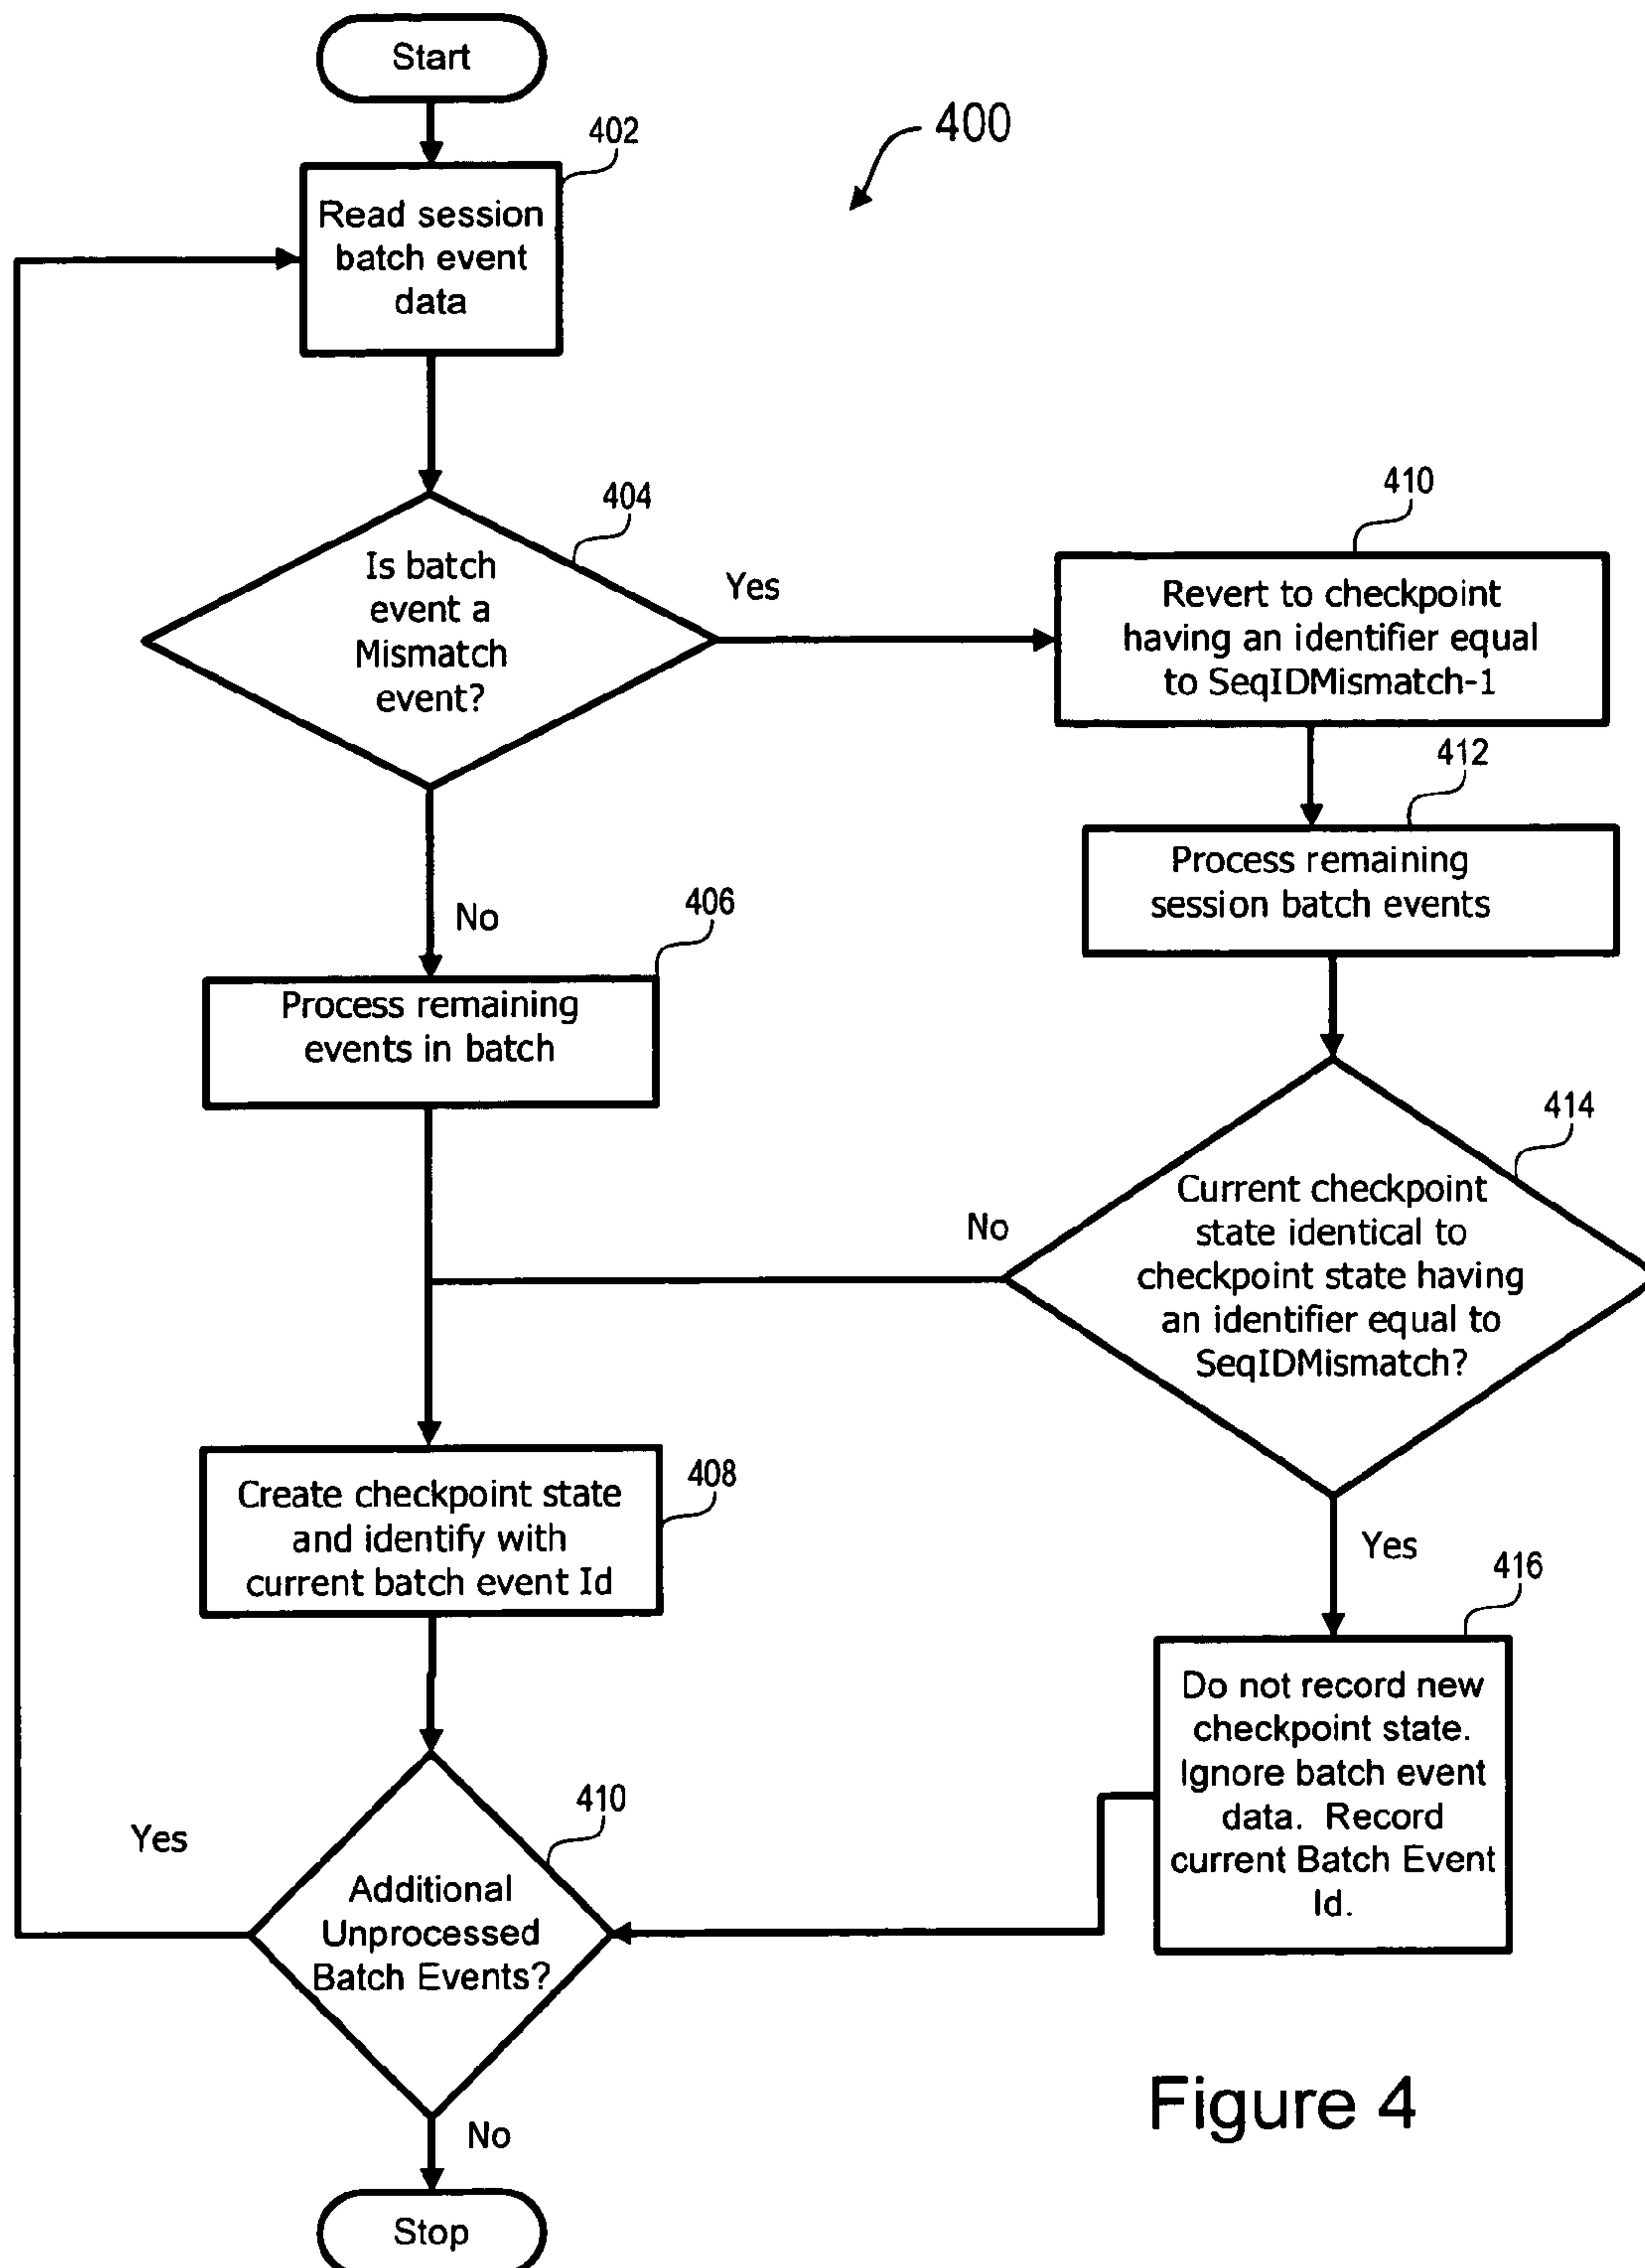 Start
400
402
Read session
batch event
data
404
Is batch
event a
Mismatch
event?
Yes
410
Revert to checkpoint
having an identifier equal
to SeqIDMismatch-1
412
Process remaining
session batch events
No
406
Process remaining
events in batch
414
Current checkpoint
state identical to
checkpoint state having
an identifier equal to
SeqIDMismatch?
No
408
Create checkpoint state
and identify with
current batch event Id
Yes
416
Do not record new
checkpoint state.
Ignore batch event
data. Record
current Batch Event
Id.
410
Yes
Additional
Unprocessed
Batch Events?
No
Stop
Figure 4